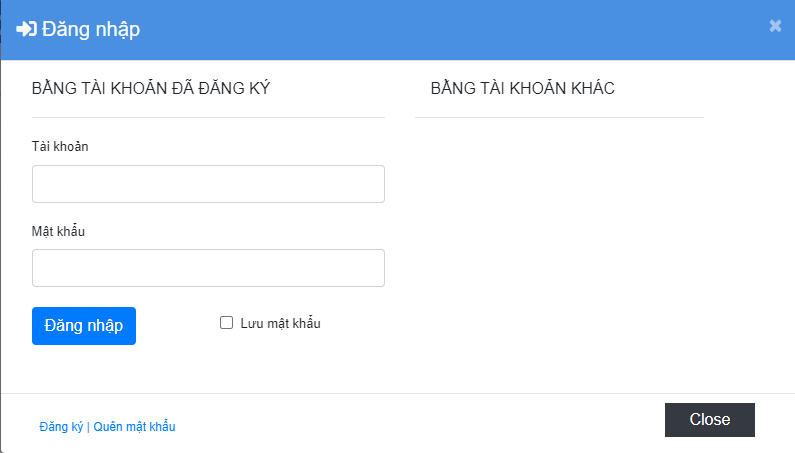 Đăng nhập
×
BẰNG TÀI KHOẢN ĐÃ ĐĂNG KÝ
BẰNG TÀI KHOẢN KHÁC
Tài khoản
Mật khẩu
Đăng nhập
Lưu mật khẩu
Đăng ký | Quên mật khẩu
Close